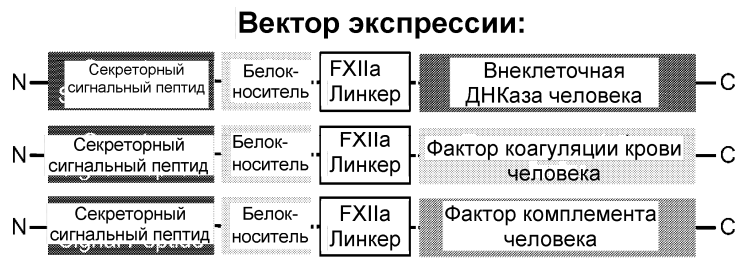 Вектор экспрессии:
N
Секреторный
сигнальный пептид
Белок-
носитель
FXIIa
Линкер
Внеклеточная
ДНКаза человека
C
N
Секреторный
сигнальный пептид
Белок-
носитель
FXIIa
Линкер
Фактор коагуляции крови
человека
C
N
Секреторный
сигнальный пептид
Белок-
носитель
FXIIa
Линкер
Фактор комплемента
человека
C